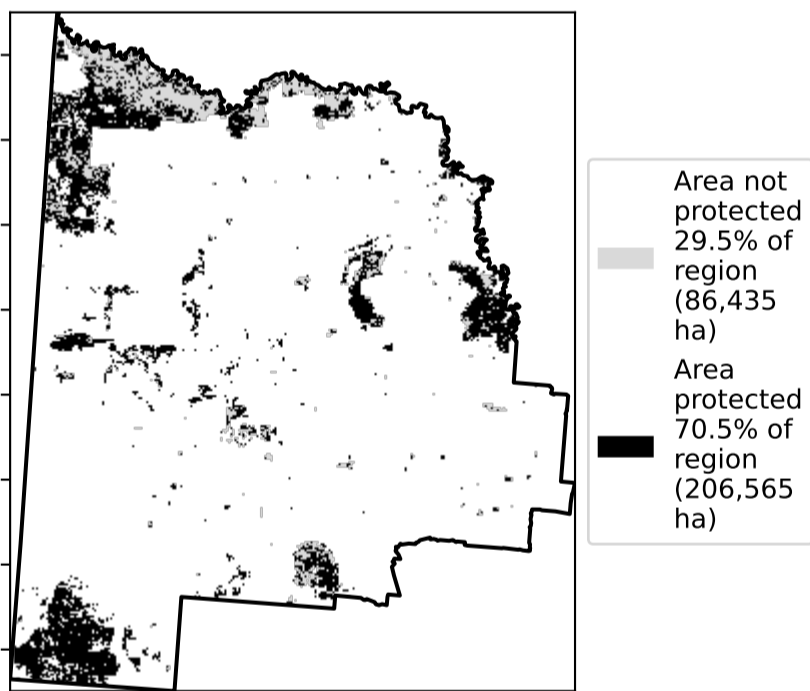 Area not
protected
29.5% of
region
(86,435
ha)
Area
protected
70.5% of
region
(206,565
ha)